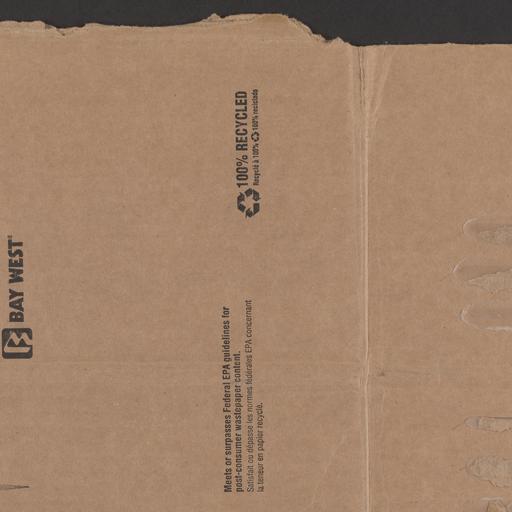 BAY WEST®
100% RECYCLED
Recyclé à 100% 100% reciclado
Meets or surpasses Federal EPA guidelines for
post-consumer wastepaper content.
Satisfait ou dépasse les normes fédérales EPA concernant
la teneur en papier recyclé.